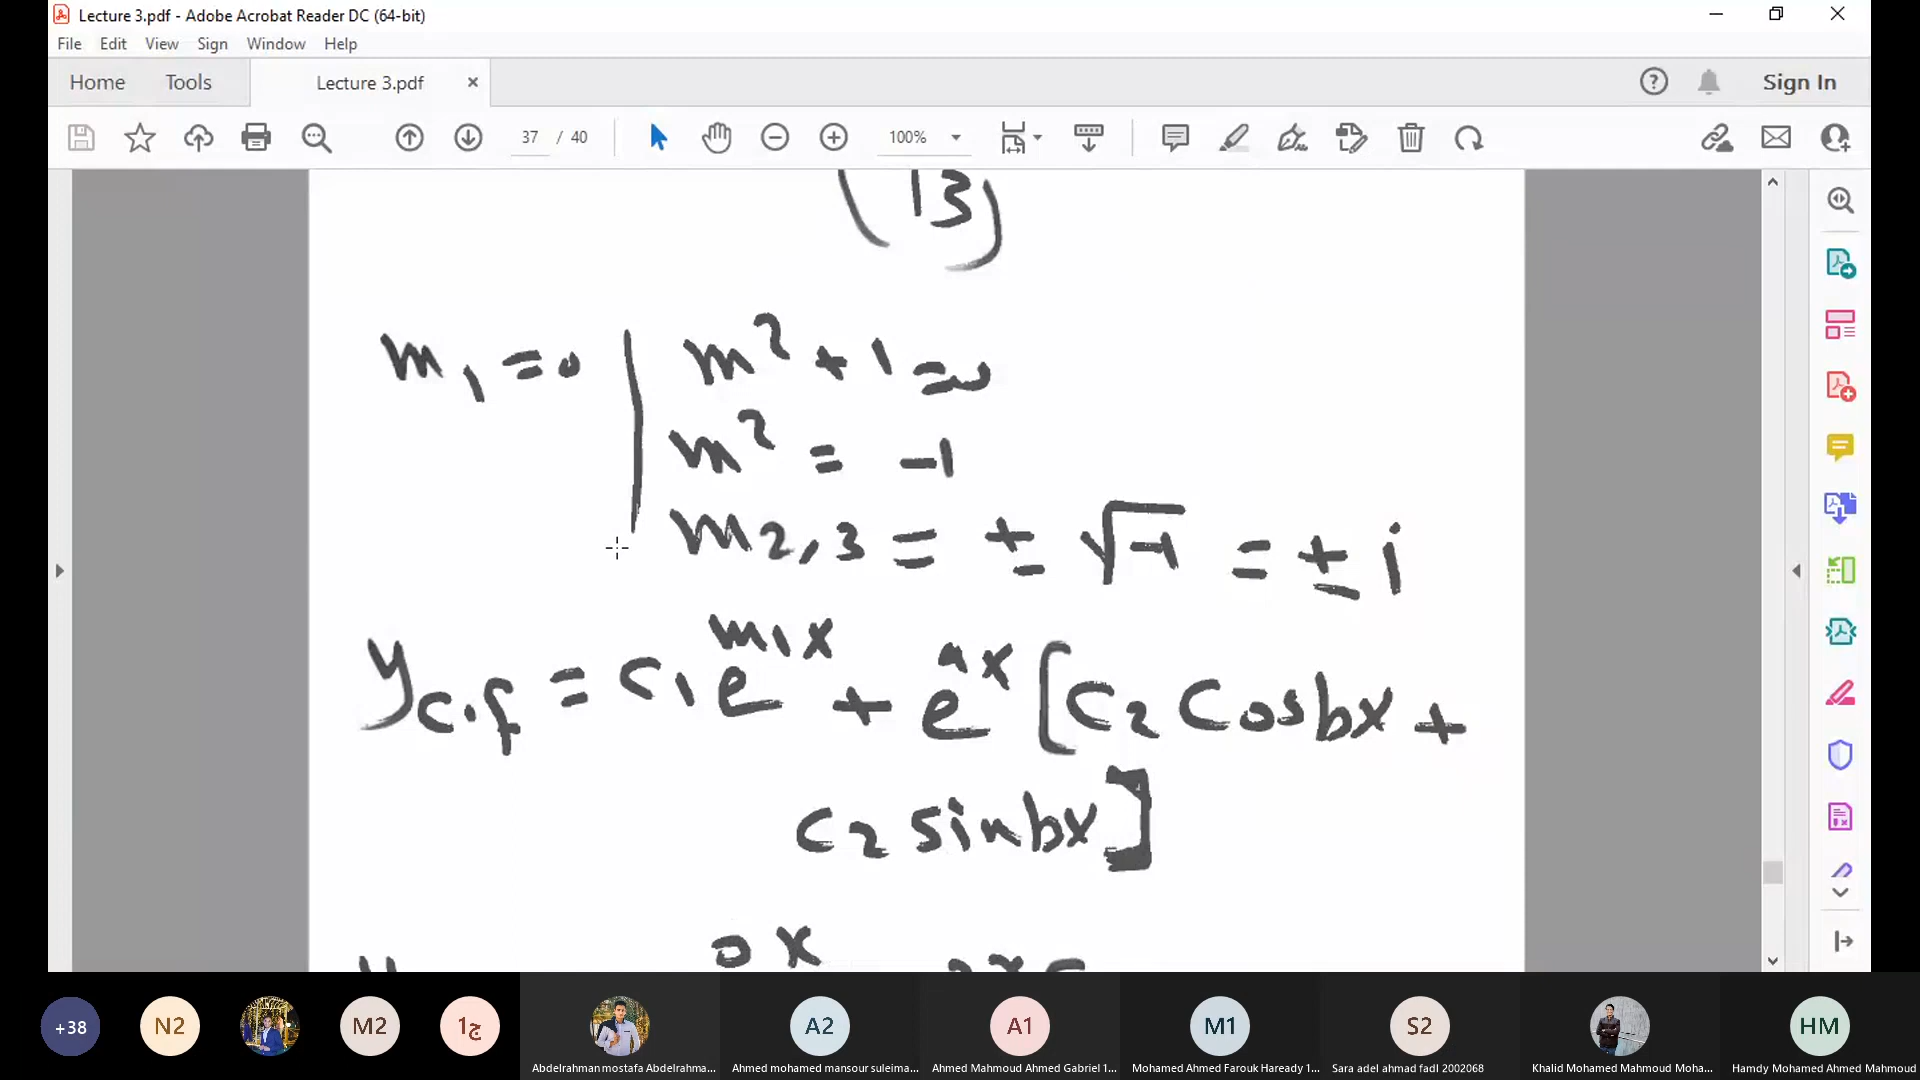 Lecture 3.pdf - Adobe Acrobat Reader DC (64-bit)
File Edit View Sign Window Help
Home Tools Lecture 3.pdf × Sign In
37 / 40 100%
(13)
m₁ = 0 | m² + 1 = 0
m² = -1
m₂,₃ = ± √-1 = ± i
y_c.f = c₁ e^m₁x + e^ax [c₂ cos bx +
c₂ sin bx]
0x
+38 N2 M2 ج1 A2 A1 M1 S2 HM
Abdelrahman mostafa Abdelrahma... Ahmed mohamed mansour suleima... Ahmed Mahmoud Ahmed Gabriel 1... Mohamed Ahmed Farouk Haready 1... Sara adel ahmad fadl 2002068 Khalid Mohamed Mahmoud Moha... Hamdy Mohamed Ahmed Mahmoud